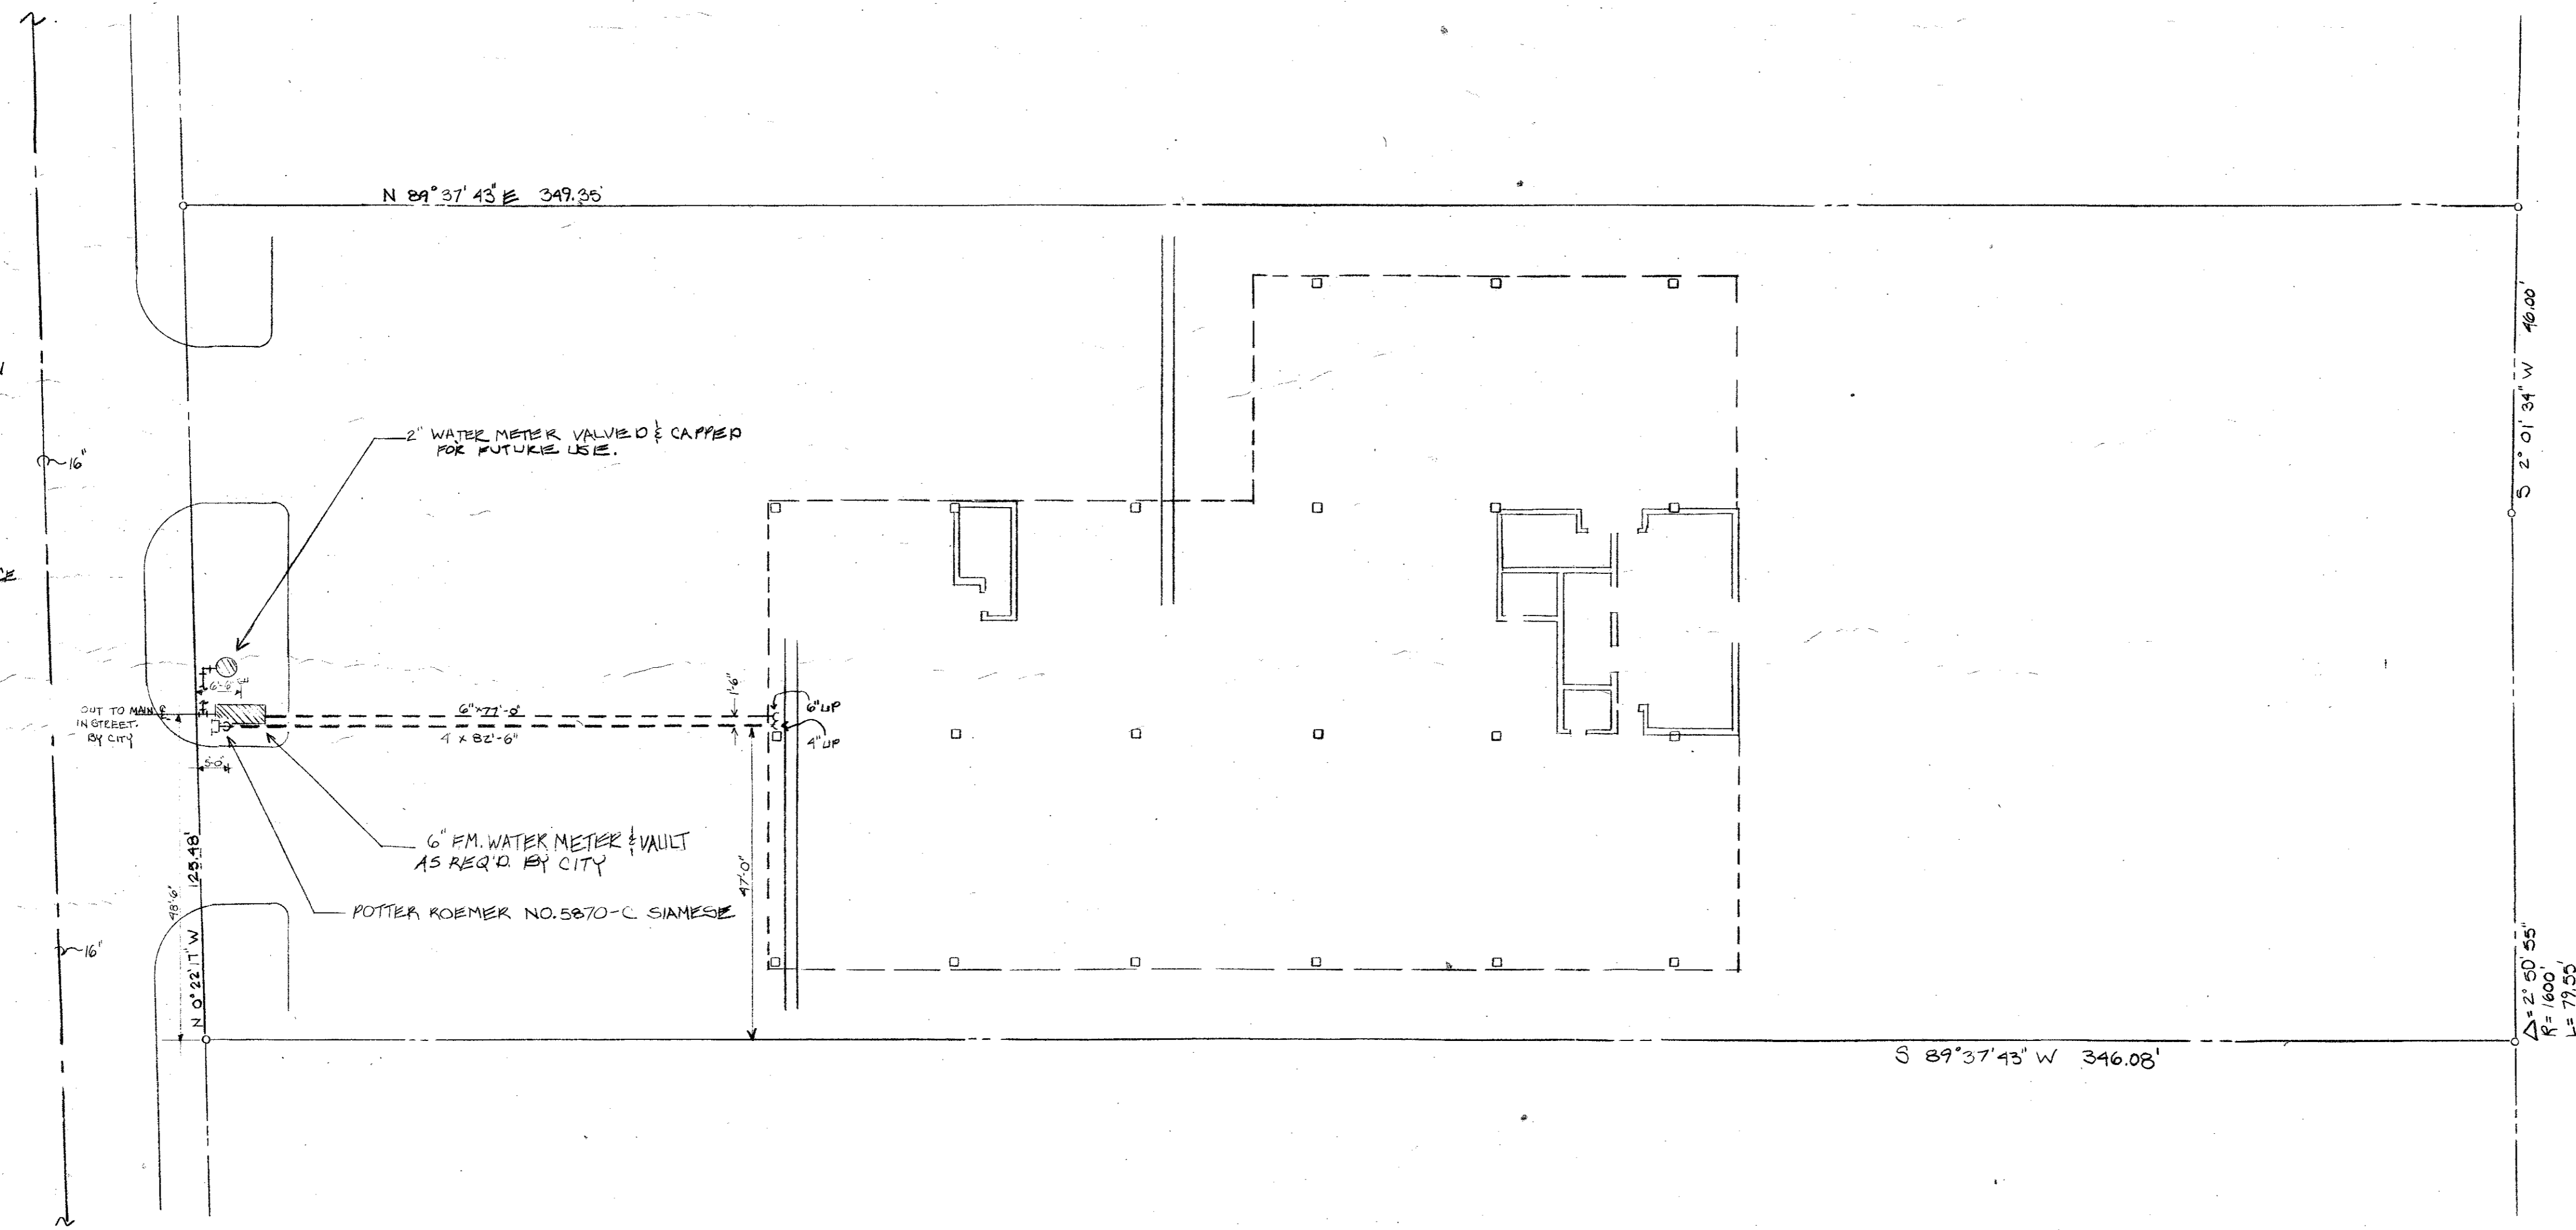 N 89°37'43"E 349.35'
S 2° 01' 34" W 46.00'
2" WATER METER VALVED & CAPPED
FOR FUTURE USE.
16"
CE
6'-6"
OUT TO MAIN
IN STREET.
BY CITY
6"x77'-0"
4" x 82'-6"
1'-6"
6"UP
4"UP
5'-0"
6" F.M. WATER METER & VAULT
AS REQ'D. BY CITY
POTTER ROEMER NO. 5870-C SIAMESE
47'-0"
48'-6"
N 0°22'17" W 125.48'
16"
Δ= 2° 50' 55"
R= 1600'
L= 79.55'
S 89°37'43" W 346.08'